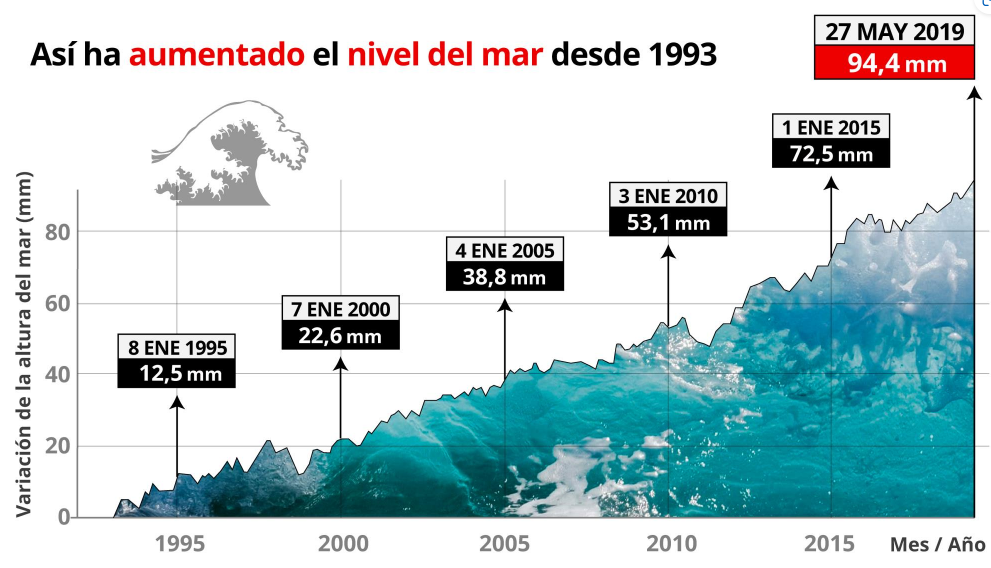 Así ha aumentado el nivel del mar desde 1993
27 MAY 2019
94,4 mm
1 ENE 2015
72,5 mm
3 ENE 2010
53,1 mm
4 ENE 2005
38,8 mm
7 ENE 2000
22,6 mm
8 ENE 1995
12,5 mm
Variación de la altura del mar (mm)
80
60
40
20
0
1995
2000
2005
2010
2015
Mes / Año